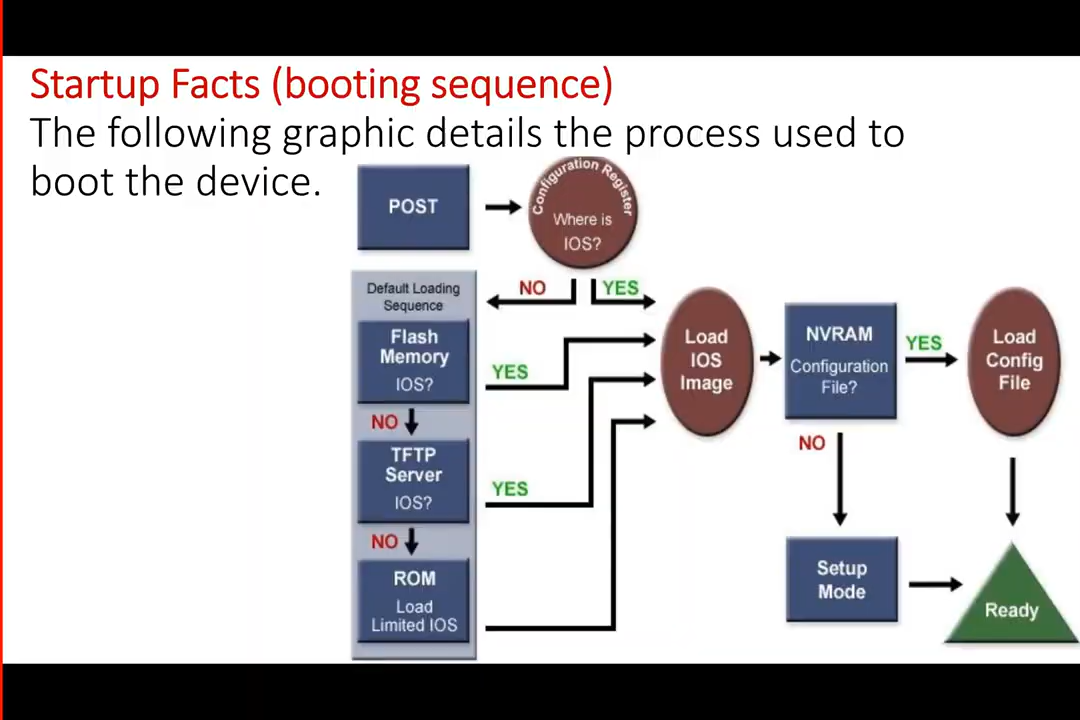 Startup Facts (booting sequence)
The following graphic details the process used to
boot the device.
POST
Configuration Register
Where is
IOS?
NO
YES
Default Loading
Sequence
Flash
Memory
IOS?
YES
NO
TFTP
Server
IOS?
YES
NO
ROM
Load
Limited IOS
Load
IOS
Image
NVRAM
Configuration
File?
YES
NO
Load
Config
File
Setup
Mode
Ready